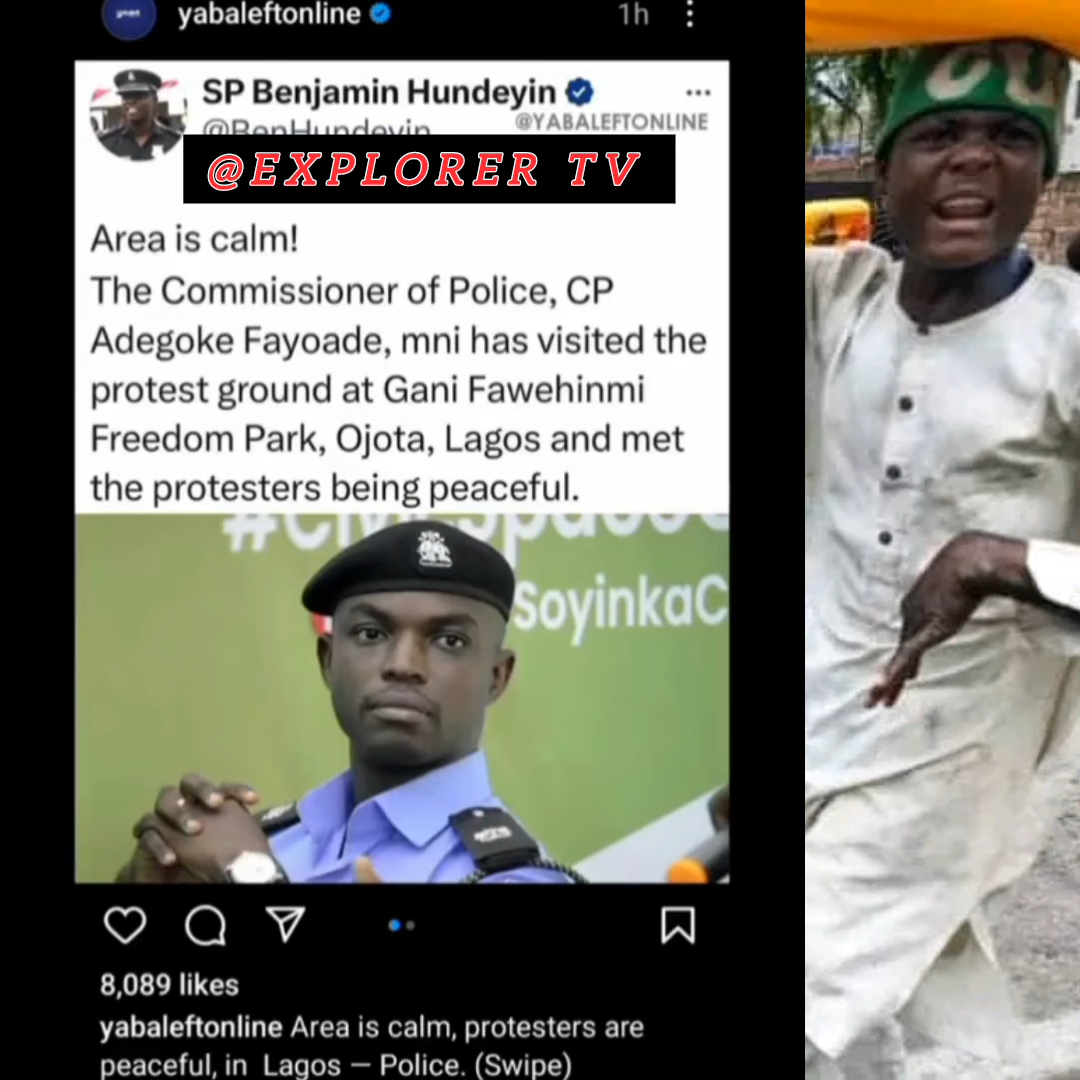 yabaleftonline
1h
SP Benjamin Hundeyin
@BenHundeyin
@YABALEFTONLINE
@EXPLORER TV
Area is calm!
The Commissioner of Police, CP
Adegoke Fayoade, mni has visited the
protest ground at Gani Fawehinmi
Freedom Park, Ojota, Lagos and met
the protesters being peaceful.
SoyinkaC
8,089 likes
yabaleftonline Area is calm, protesters are
peaceful, in Lagos — Police. (Swipe)